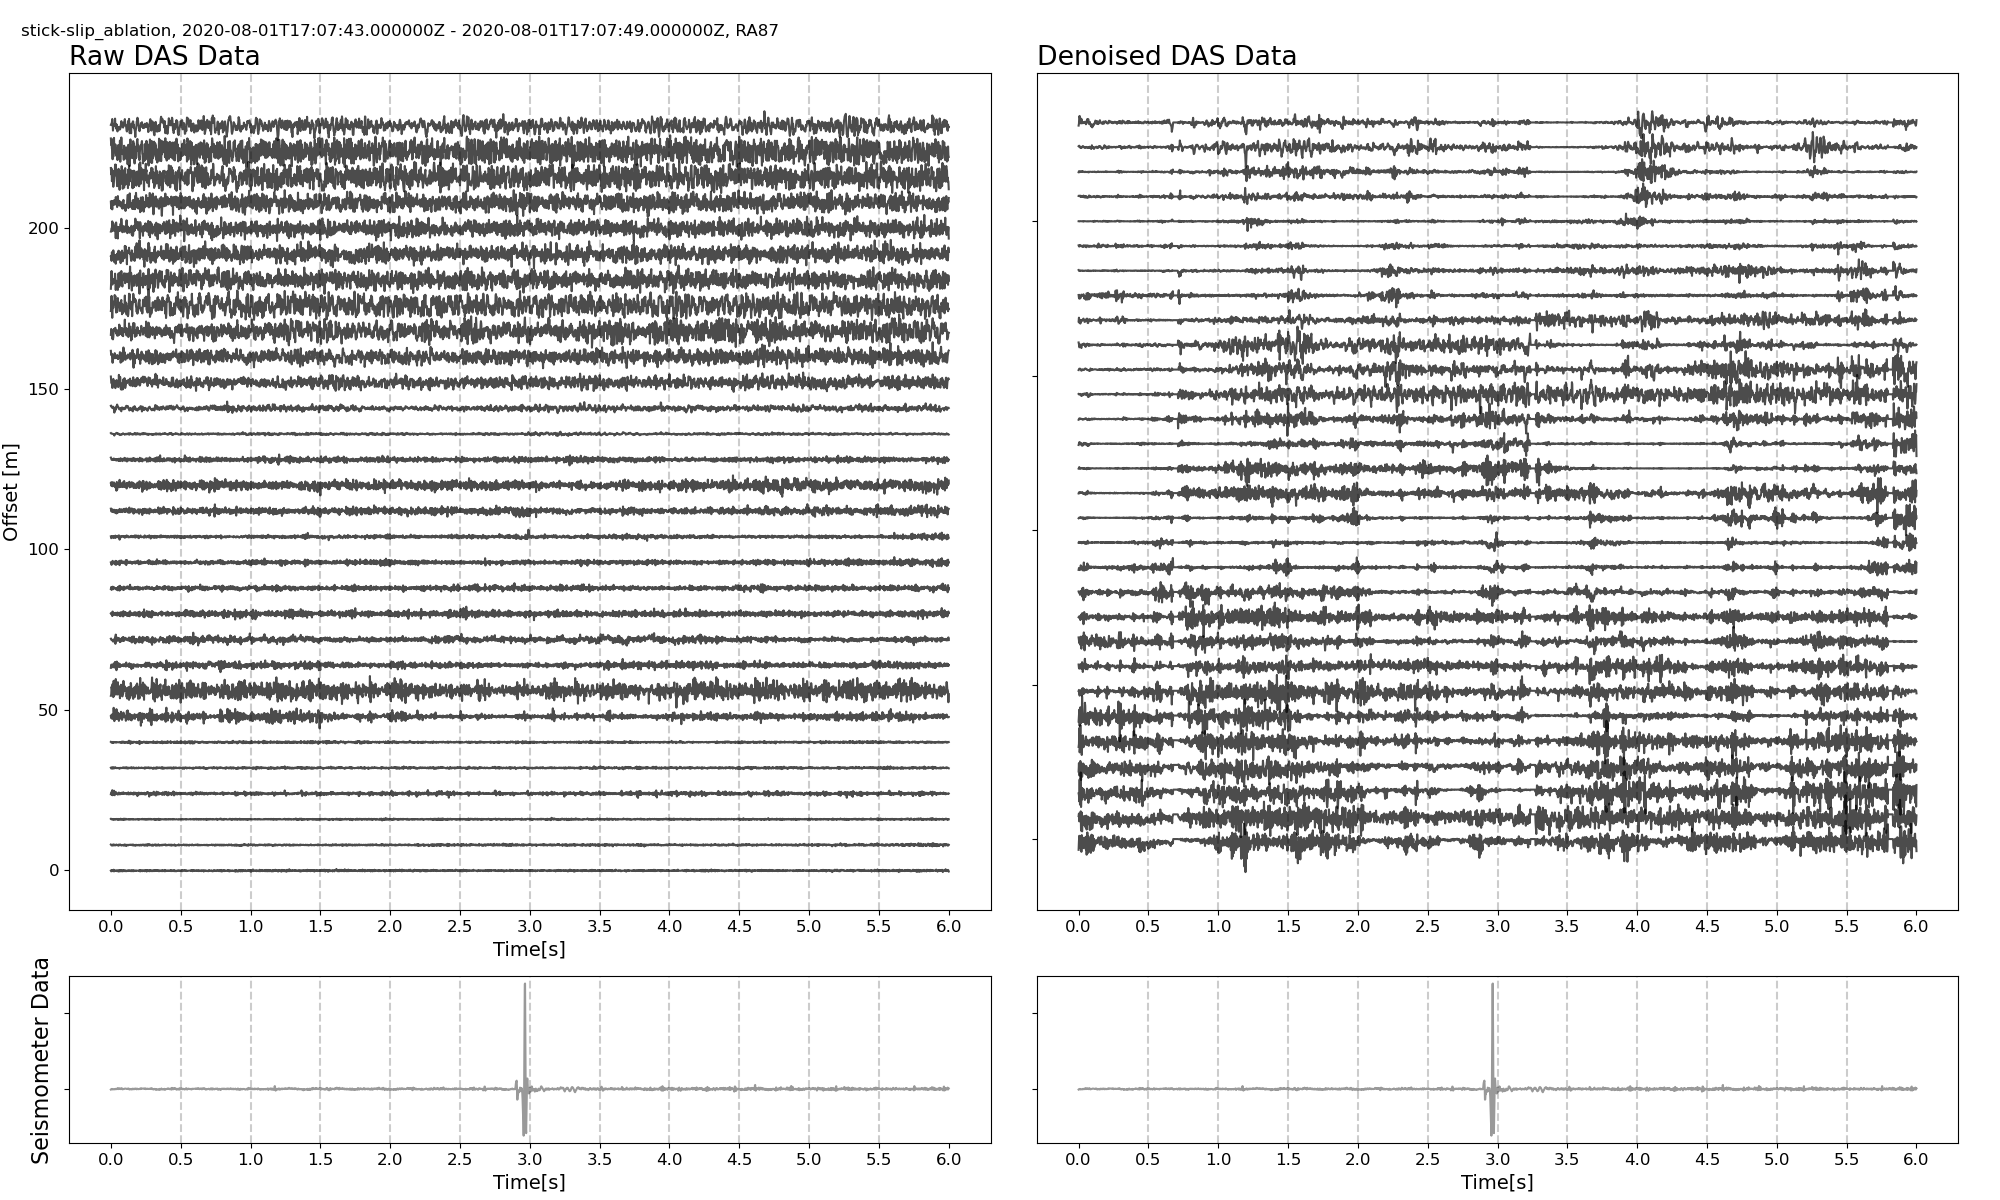 stick-slip_ablation, 2020-08-01T17:07:43.000000Z - 2020-08-01T17:07:49.000000Z, RA87
Raw DAS Data
Denoised DAS Data
Offset [m]
200
150
100
50
0
0.0 0.5 1.0 1.5 2.0 2.5 3.0 3.5 4.0 4.5 5.0 5.5 6.0
Time[s]
0.0 0.5 1.0 1.5 2.0 2.5 3.0 3.5 4.0 4.5 5.0 5.5 6.0
Seismometer Data
0.0 0.5 1.0 1.5 2.0 2.5 3.0 3.5 4.0 4.5 5.0 5.5 6.0
Time[s]
0.0 0.5 1.0 1.5 2.0 2.5 3.0 3.5 4.0 4.5 5.0 5.5 6.0
Time[s]